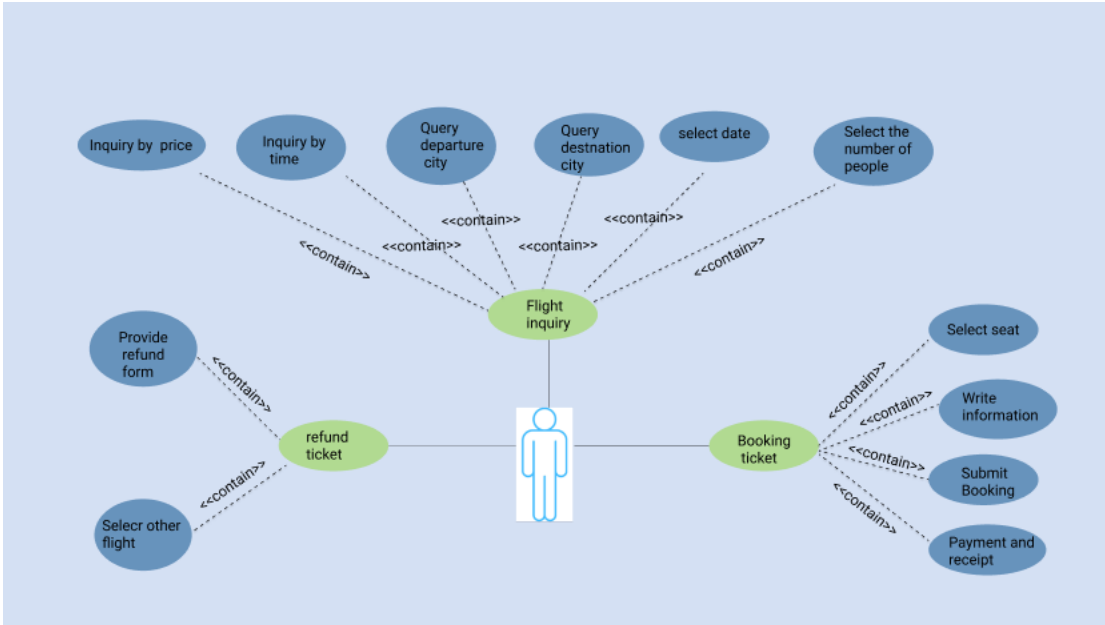 Inquiry by price
Inquiry by
time
Query
departure
city
Query
destnation
city
select date
Select the
number of
people
<<contain>>
<<contain>>
<<contain>>
<<contain>>
<<contain>>
<<contain>>
Flight
inquiry
Provide
refund
form
<<contain>>
refund
ticket
<<contain>>
Selecr other
flight
Booking
ticket
<<contain>>
Select seat
<<contain>>
Write
information
<<contain>>
Submit
Booking
<<contain>>
Payment and
receipt